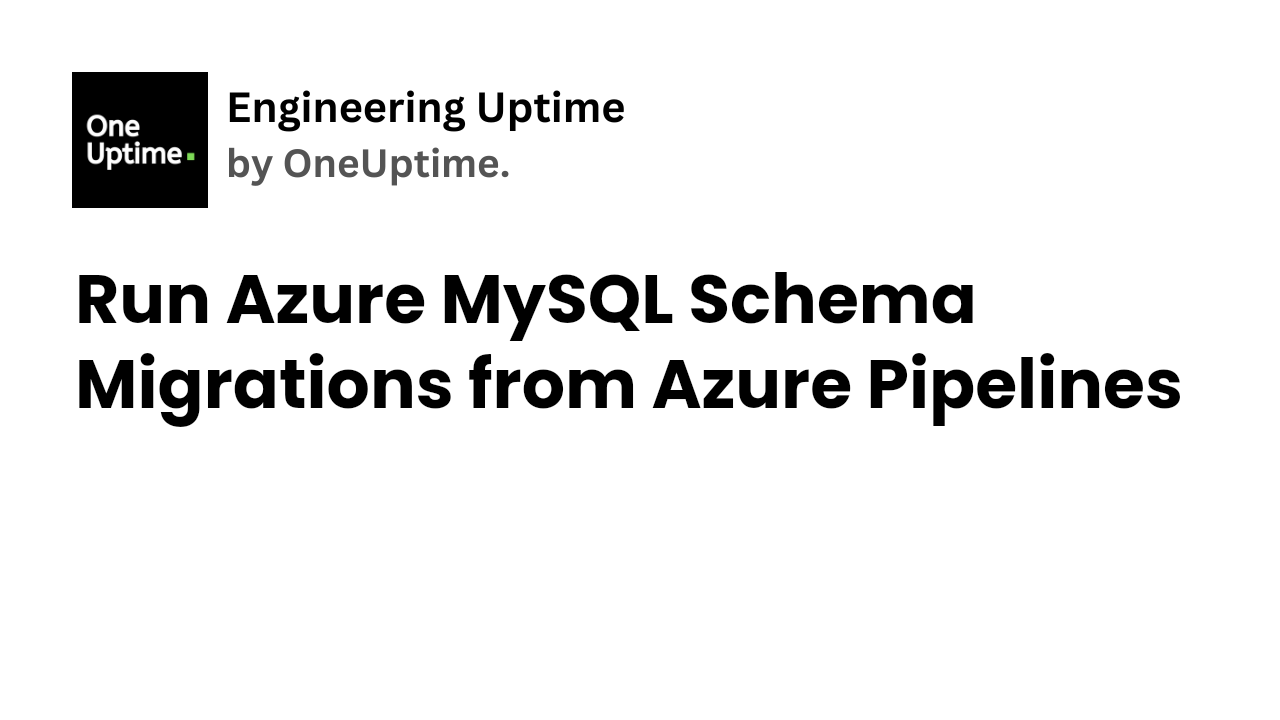 One
Uptime.
Engineering Uptime
by OneUptime.
Run Azure MySQL Schema
Migrations from Azure Pipelines